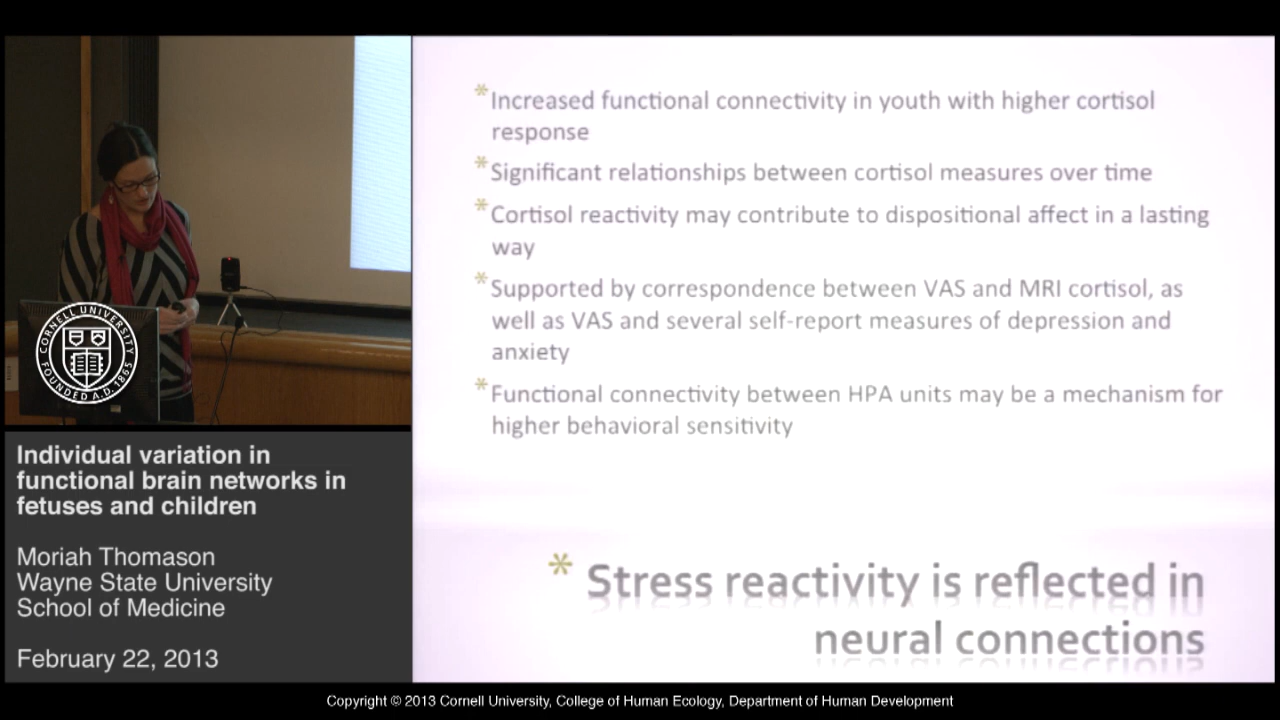 * Increased functional connectivity in youth with higher cortisol
response
* Significant relationships between cortisol measures over time
* Cortisol reactivity may contribute to dispositional affect in a lasting
way
* Supported by correspondence between VAS and MRI cortisol, as
well as VAS and several self-report measures of depression and
anxiety
* Functional connectivity between HPA units may be a mechanism for
higher behavioral sensitivity
* Stress reactivity is reflected in
neural connections
CORNELL UNIVERSITY
FOUNDED A.D. 1865
Individual variation in
functional brain networks in
fetuses and children
Moriah Thomason
Wayne State University
School of Medicine
February 22, 2013
Copyright © 2013 Cornell University, College of Human Ecology, Department of Human Development